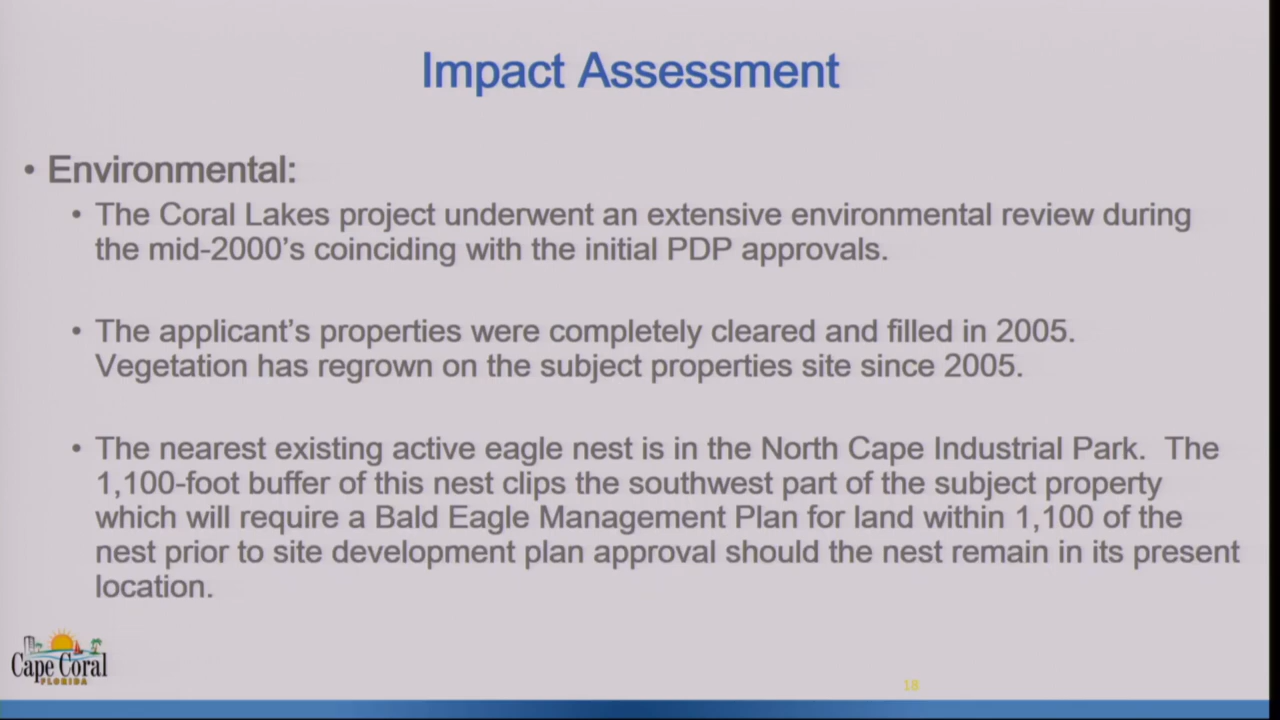 Impact Assessment
• Environmental:
• The Coral Lakes project underwent an extensive environmental review during
the mid-2000’s coinciding with the initial PDP approvals.
• The applicant’s properties were completely cleared and filled in 2005.
Vegetation has regrown on the subject properties site since 2005.
• The nearest existing active eagle nest is in the North Cape Industrial Park.  The
1,100-foot buffer of this nest clips the southwest part of the subject property
which will require a Bald Eagle Management Plan for land within 1,100 of the
nest prior to site development plan approval should the nest remain in its present
location.
Cape Coral
FLORIDA
18